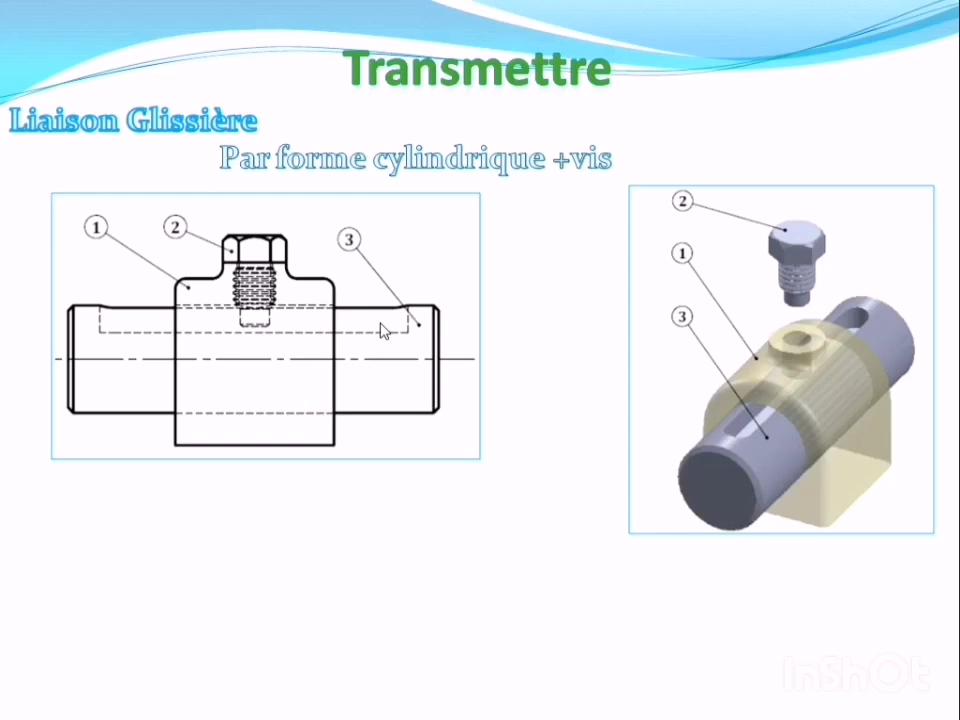 Transmettre
Liaison Glissière
Par forme cylindrique +vis
1
2
3
2
1
3
InShOt